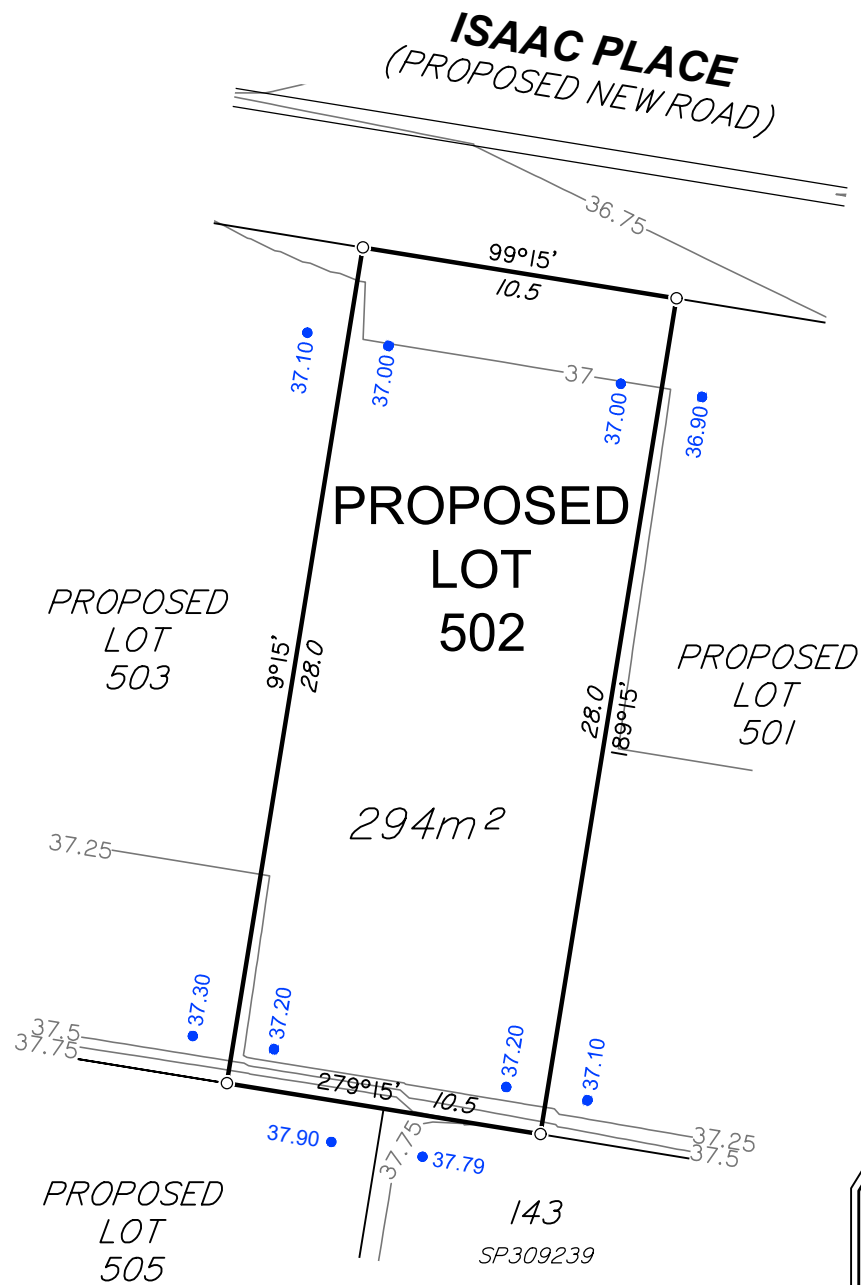 ISAAC PLACE
(PROPOSED NEW ROAD)
36.75
99°15'
10.5
37.10
37.00
37
37.00
36.90
PROPOSED
LOT
502
PROPOSED
LOT
503
9°15'
28.0
28.0
189°15'
PROPOSED
LOT
501
294m²
37.25
37.30
37.20
37.20
37.10
37.5
37.75
279°15'
10.5
37.25
37.5
37.90
37.75
37.79
PROPOSED
LOT
505
143
SP309239